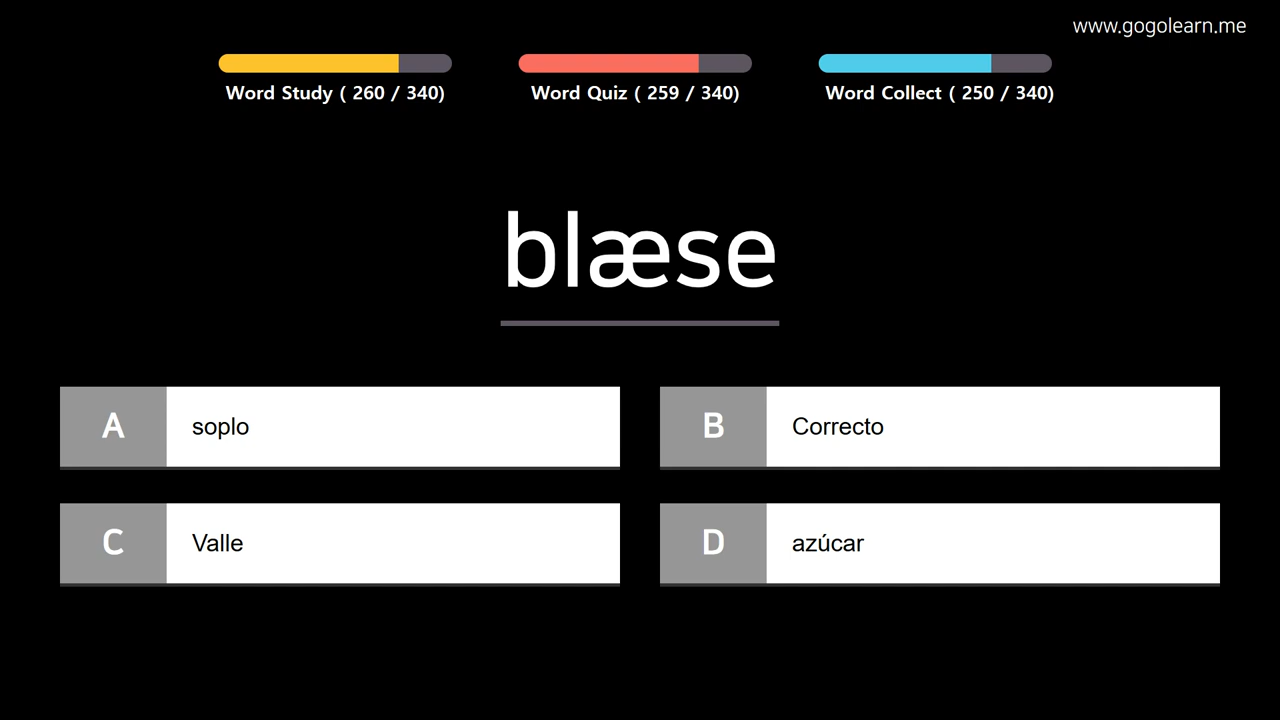 www.gogolearn.me
Word Study ( 260 / 340)
Word Quiz ( 259 / 340)
Word Collect ( 250 / 340)
blæse
A soplo
B Correcto
C Valle
D azúcar